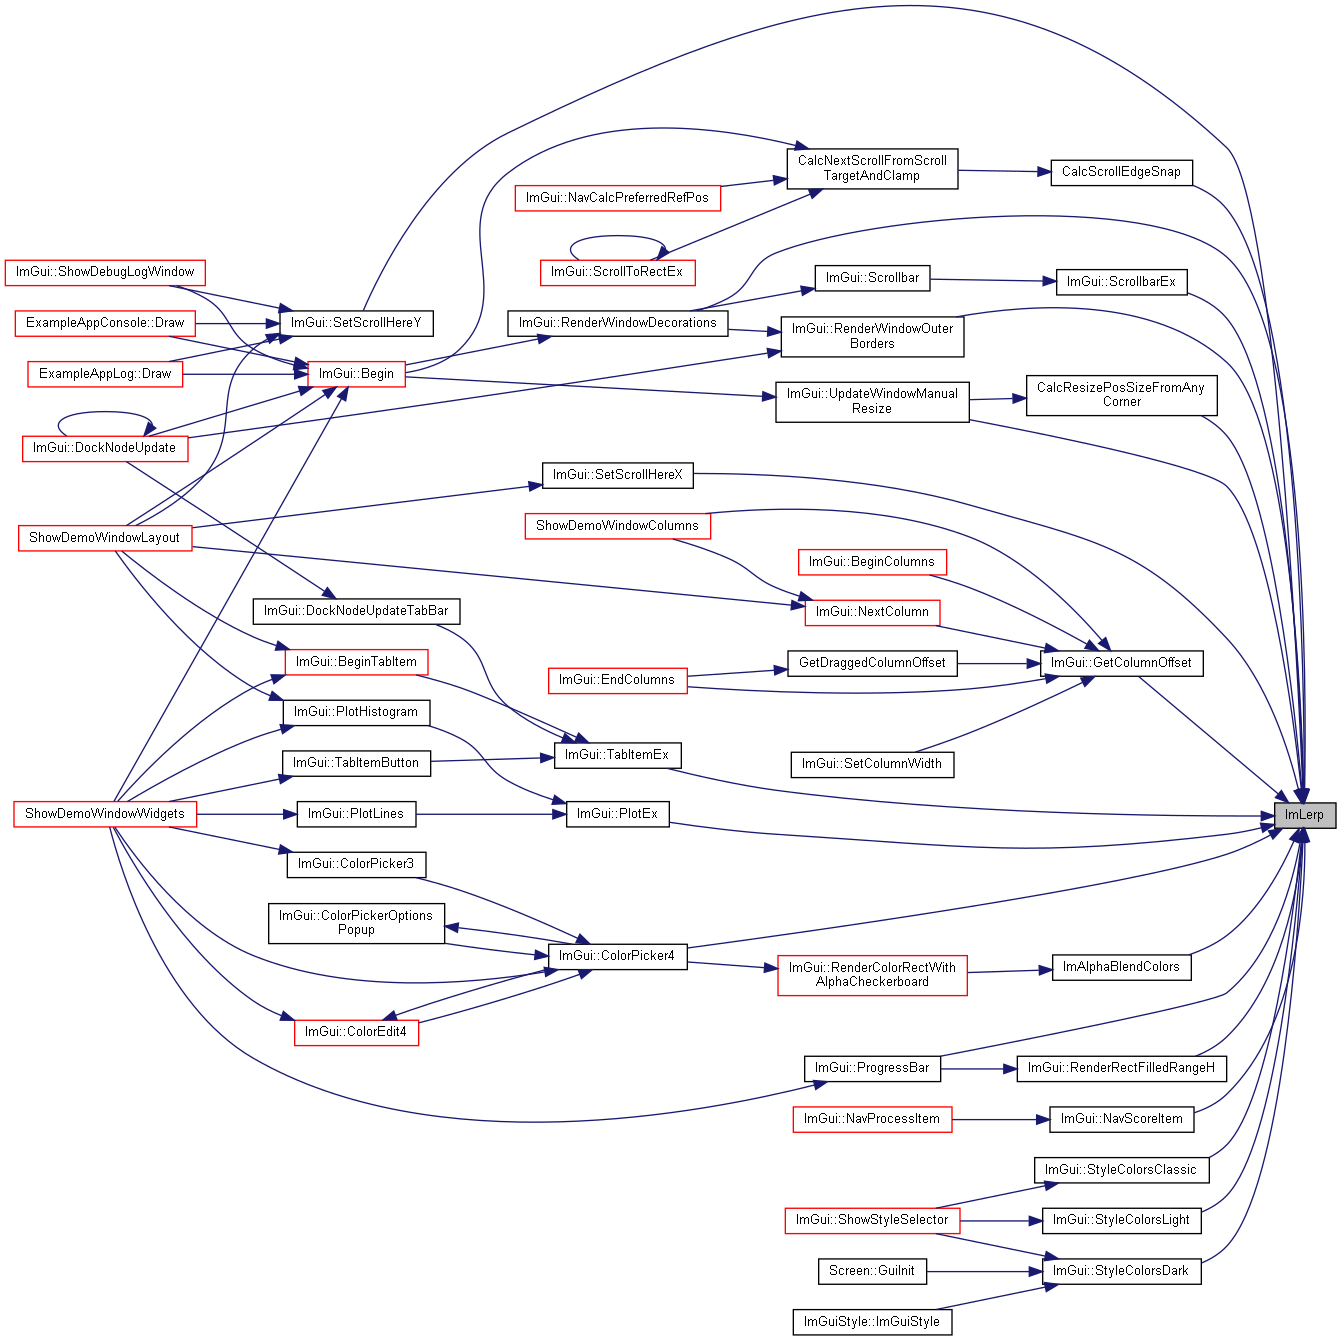 CalcNextScrollFromScroll
TargetAndClamp
CalcScrollEdgeSnap
ImGui::NavCalcPreferredRefPos
ImGui::ShowDebugLogWindow
ImGui::ScrollToRectEx
ImGui::Scrollbar
ImGui::ScrollbarEx
ExampleAppConsole::Draw
ImGui::SetScrollHereY
ImGui::RenderWindowDecorations
ImGui::RenderWindowOuter
Borders
ExampleAppLog::Draw
ImGui::Begin
ImGui::UpdateWindowManual
Resize
CalcResizePosSizeFromAny
Corner
ImGui::DockNodeUpdate
ImGui::SetScrollHereX
ShowDemoWindowColumns
ShowDemoWindowLayout
ImGui::BeginColumns
ImGui::DockNodeUpdateTabBar
ImGui::NextColumn
ImGui::BeginTabItem
GetDraggedColumnOffset
ImGui::GetColumnOffset
ImGui::EndColumns
ImGui::PlotHistogram
ImGui::TabItemButton
ImGui::TabItemEx
ImGui::SetColumnWidth
ShowDemoWindowWidgets
ImGui::PlotLines
ImGui::PlotEx
ImLerp
ImGui::ColorPicker3
ImGui::ColorPickerOptions
Popup
ImGui::ColorPicker4
ImGui::RenderColorRectWith
AlphaCheckerboard
ImAlphaBlendColors
ImGui::ColorEdit4
ImGui::ProgressBar
ImGui::RenderRectFilledRangeH
ImGui::NavProcessItem
ImGui::NavScoreItem
ImGui::StyleColorsClassic
ImGui::ShowStyleSelector
ImGui::StyleColorsLight
Screen::GuiInit
ImGui::StyleColorsDark
ImGuiStyle::ImGuiStyle